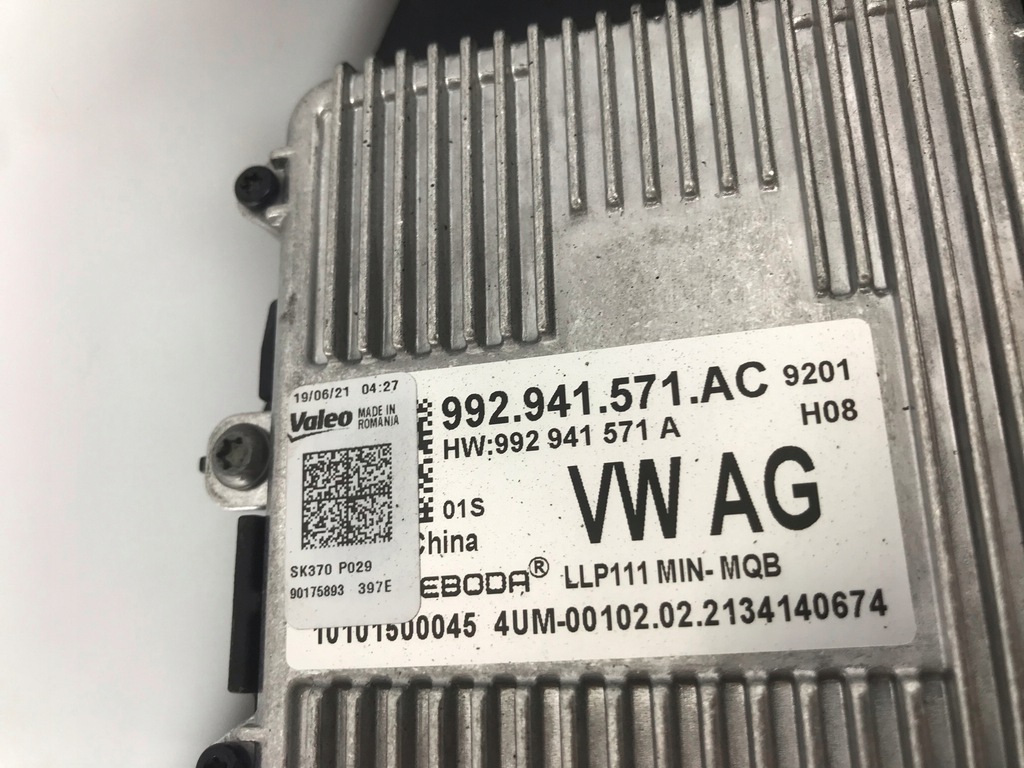 19/06/21 04:27
Valeo MADE IN ROMANIA
SK370 P029
90175893 397E
992.941.571.AC 9201
HW:992 941 571 A H08
VW AG
01S
China
EBODA® LLP111 MIN- MQB
10101500045 4UM-00102.02.2134140674